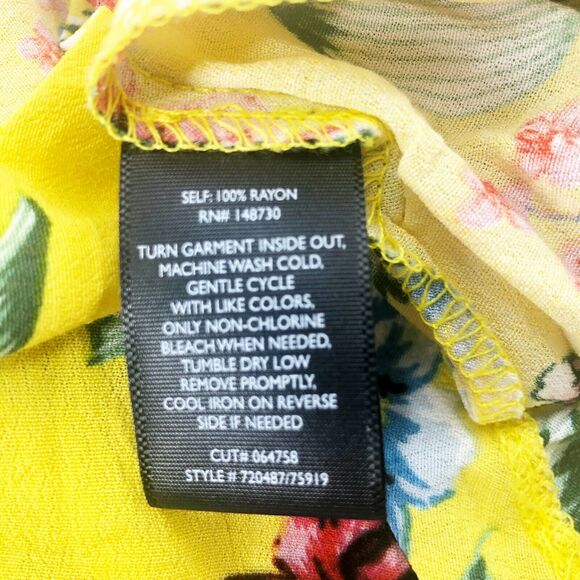 SELF: 100% RAYON
RN# 148730
TURN GARMENT INSIDE OUT,
MACHINE WASH COLD,
GENTLE CYCLE
WITH LIKE COLORS,
ONLY NON-CHLORINE
BLEACH WHEN NEEDED,
TUMBLE DRY LOW
REMOVE PROMPTLY,
COOL IRON ON REVERSE
SIDE IF NEEDED
CUT# 064758
STYLE # 720487/75919